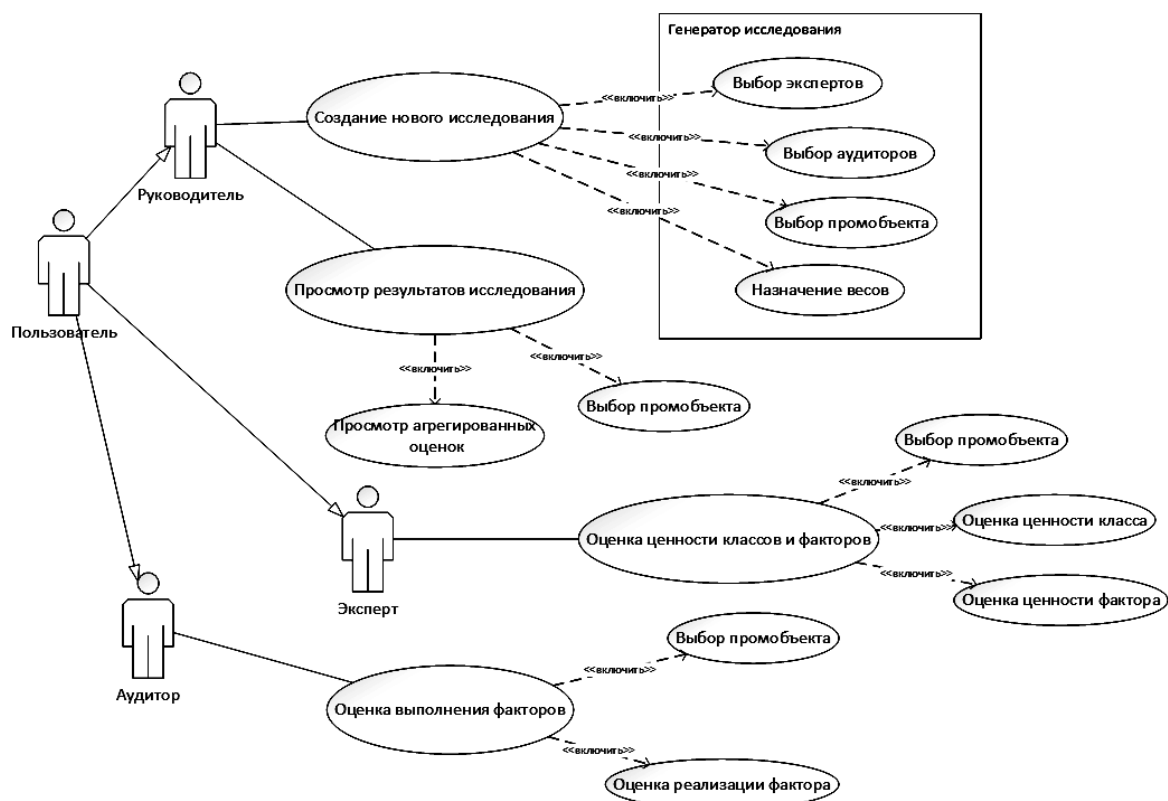 Генератор исследования
Выбор экспертов
<<включить>>
Создание нового исследования
<<включить>>
Выбор аудиторов
<<включить>>
Руководитель
<<включить>>
Выбор промобъекта
Просмотр результатов исследования
Назначение весов
Пользователь
<<включить>>
<<включить>>
Выбор промобъекта
Просмотр агрегированных
оценок
Выбор промобъекта
<<включить>>
Оценка ценности класса
<<включить>>
Оценка ценности классов и факторов
<<включить>>
Оценка ценности фактора
Эксперт
Выбор промобъекта
<<включить>>
Аудитор
Оценка выполнения факторов
<<включить>>
Оценка реализации фактора